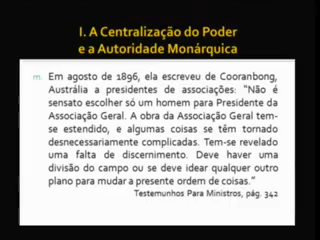 I. A Centralização do Poder
e a Autoridade Monárquica
m. Em agosto de 1896, ela escreveu de Cooranbong,
Austrália a presidentes de associações: “Não é
sensato escolher só um homem para Presidente da
Associação Geral. A obra da Associação Geral tem-
se estendido, e algumas coisas se têm tornado
desnecessariamente complicadas. Tem-se revelado
uma falta de discernimento. Deve haver uma
divisão do campo ou se deve idear qualquer outro
plano para mudar a presente ordem de coisas.”
Testemunhos Para Ministros, pág. 342